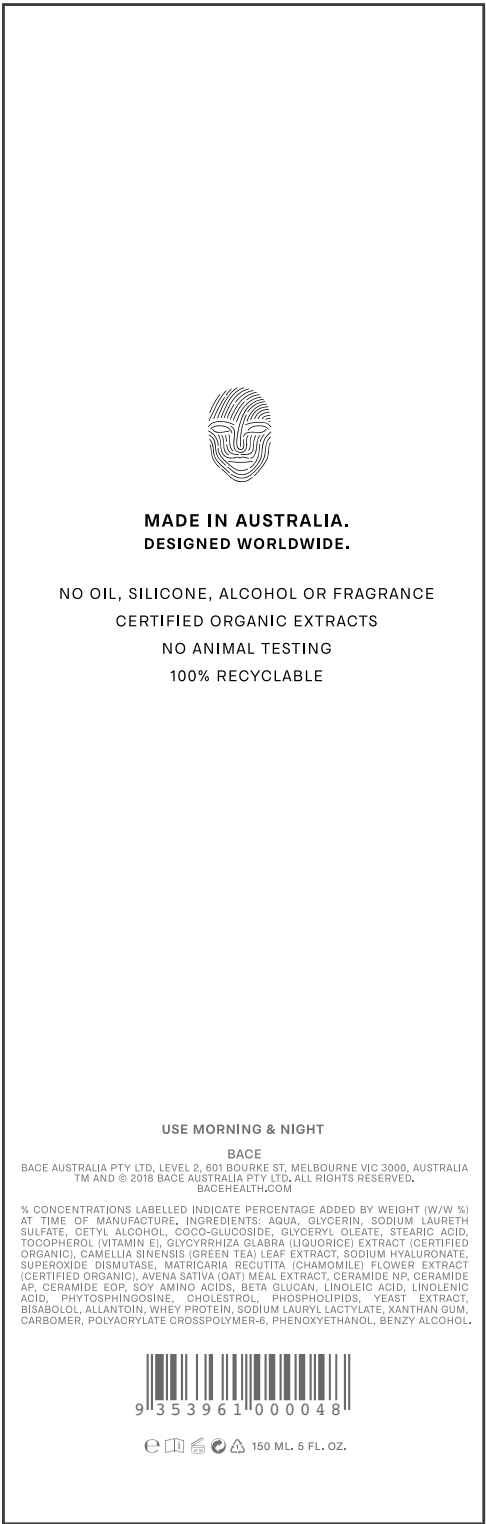 MADE IN AUSTRALIA.
DESIGNED WORLDWIDE.
NO OIL, SILICONE, ALCOHOL OR FRAGRANCE
CERTIFIED ORGANIC EXTRACTS
NO ANIMAL TESTING
100% RECYCLABLE
USE MORNING & NIGHT
BACE
BACE AUSTRALIA PTY LTD, LEVEL 2, 601 BOURKE ST, MELBOURNE VIC 3000, AUSTRALIA
TM AND © 2018 BACE AUSTRALIA PTY LTD. ALL RIGHTS RESERVED.
BACEHEALTH.COM
% CONCENTRATIONS LABELLED INDICATE PERCENTAGE ADDED BY WEIGHT (W/W %)
AT TIME OF MANUFACTURE. INGREDIENTS: AQUA, GLYCERIN, SODIUM LAURETH
SULFATE, CETYL ALCOHOL, COCO-GLUCOSIDE, GLYCERYL OLEATE, STEARIC ACID,
TOCOPHEROL (VITAMIN E), GLYCYRRHIZA GLABRA (LIQUORICE) EXTRACT (CERTIFIED
ORGANIC), CAMELLIA SINENSIS (GREEN TEA) LEAF EXTRACT, SODIUM HYALURONATE,
SUPEROXIDE DISMUTASE, MATRICARIA RECUTITA (CHAMOMILE) FLOWER EXTRACT
(CERTIFIED ORGANIC), AVENA SATIVA (OAT) MEAL EXTRACT, CERAMIDE NP, CERAMIDE
AP, CERAMIDE EOP, SOY AMINO ACIDS, BETA GLUCAN, LINOLEIC ACID, LINOLENIC
ACID, PHYTOSPHINGOSINE, CHOLESTROL, PHOSPHOLIPIDS, YEAST EXTRACT,
BISABOLOL, ALLANTOIN, WHEY PROTEIN, SODIUM LAURYL LACTYLATE, XANTHAN GUM,
CARBOMER, POLYACRYLATE CROSSPOLYMER-6, PHENOXYETHANOL, BENZY ALCOHOL.
9 353961 000048
150 ML. 5 FL. OZ.